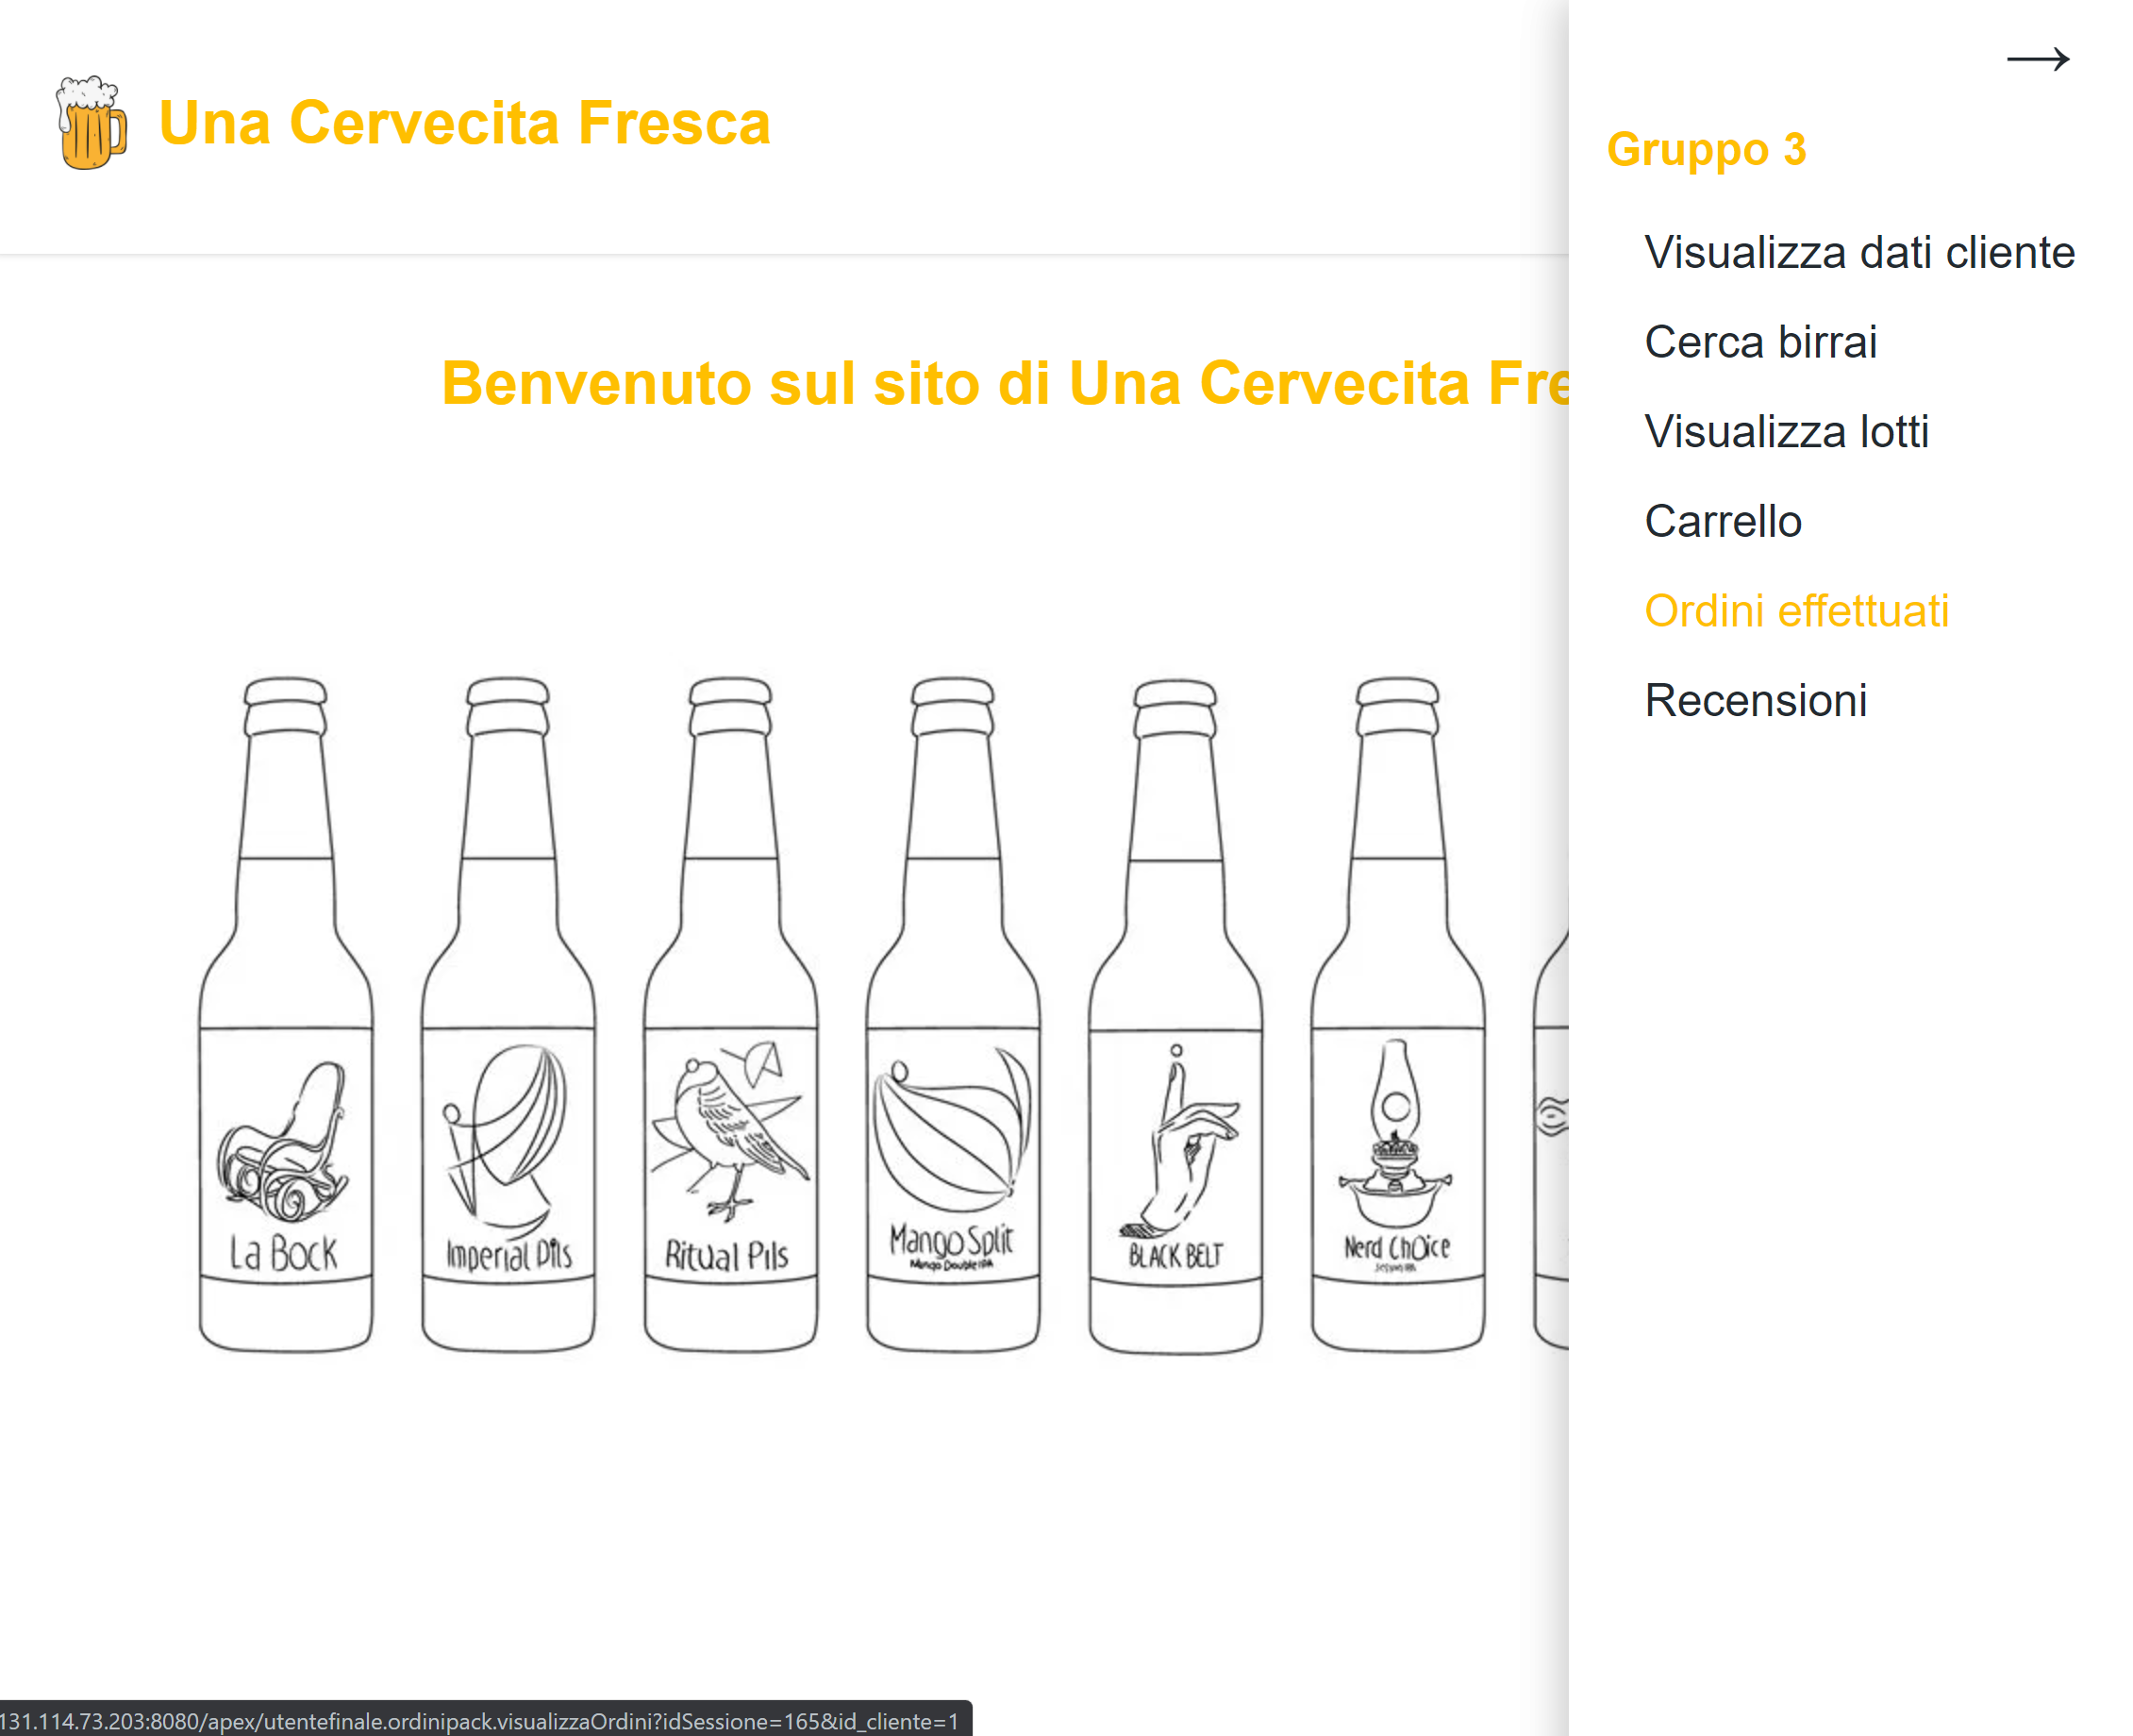 Una Cervecita Fresca
Gruppo 3
Visualizza dati cliente
Cerca birrai
Visualizza lotti
Carrello
Ordini effettuati
Recensioni
Benvenuto sul sito di Una Cervecita Fre
La Bock
Imperial Pils
Ritual Pils
Mango Split
Mango Double IPA
BLACK BELT
Nerd Choice
Session IPA
131.114.73.203:8080/apex/utentefinale.ordinipack.visualizzaOrdini?idSessione=165&id_cliente=1